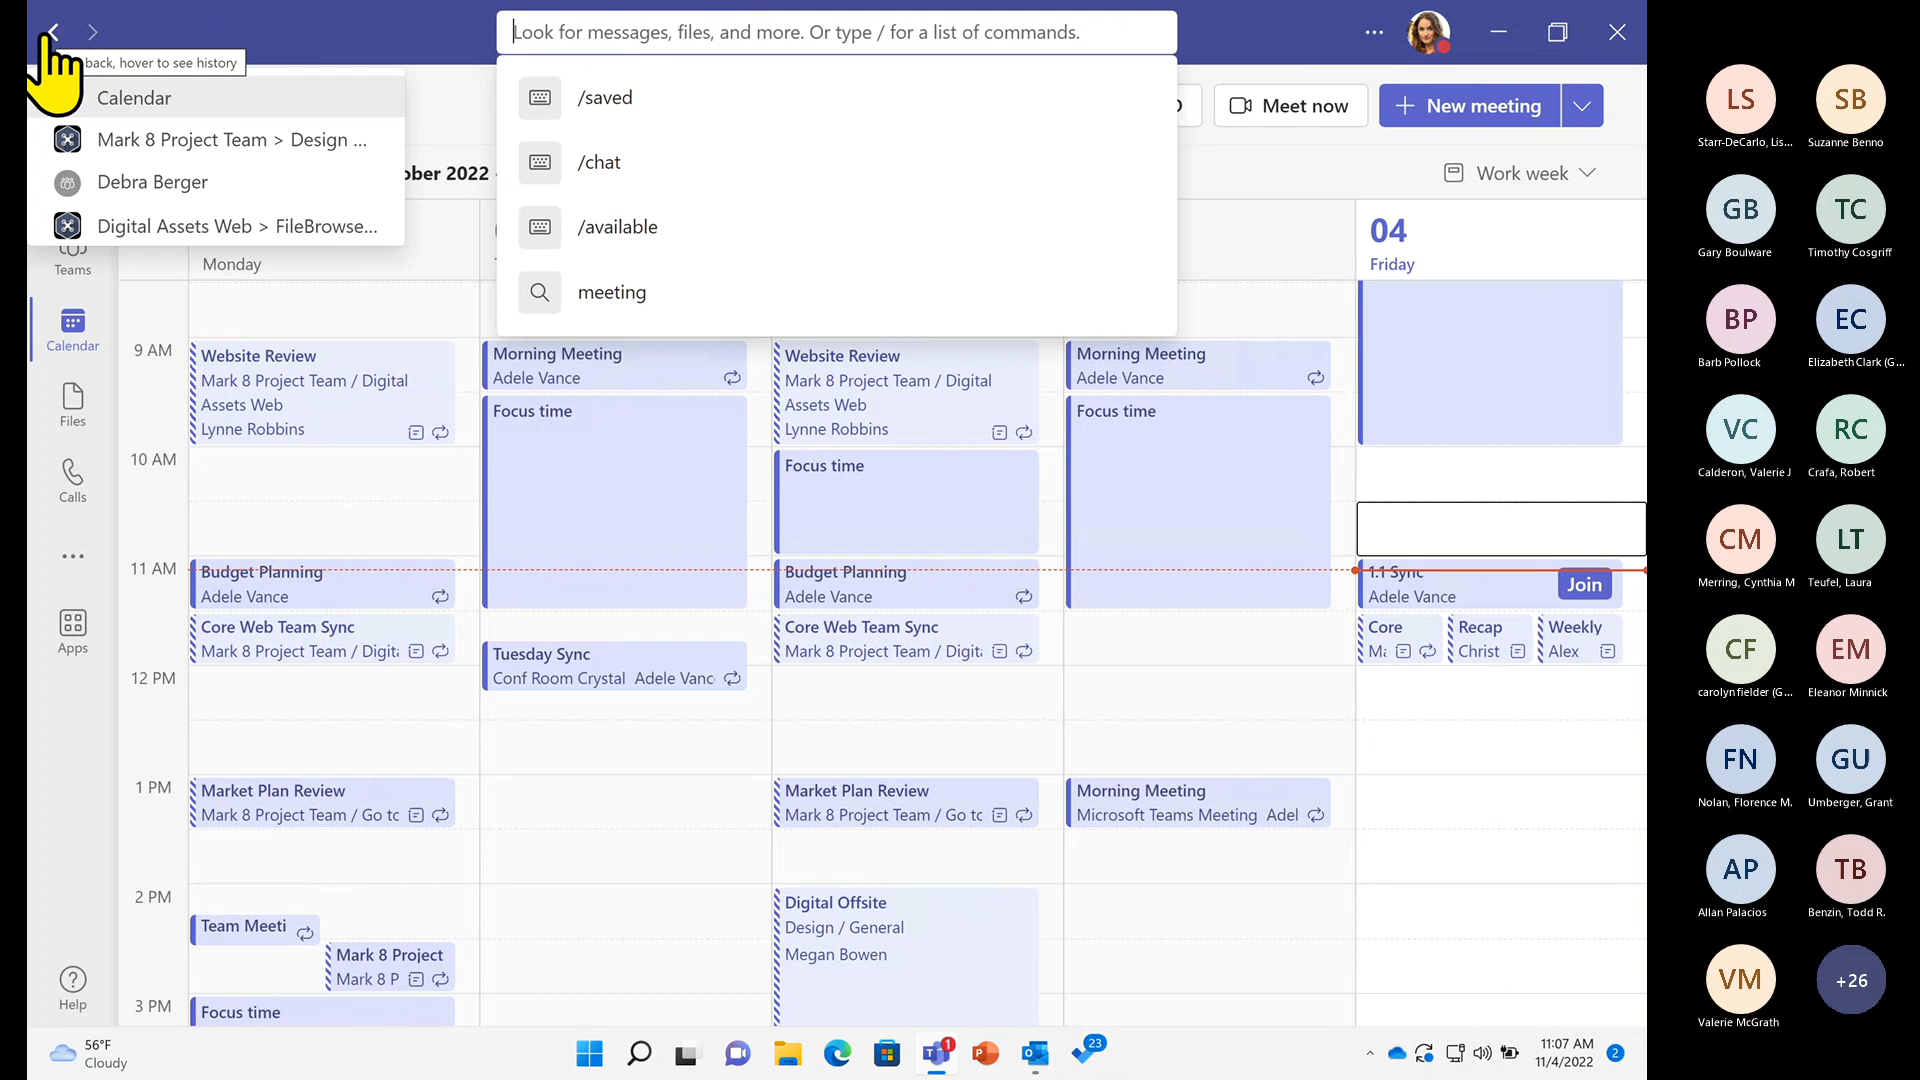 Look for messages, files, and more. Or type / for a list of commands.
back, hover to see history
Calendar
Mark 8 Project Team > Design ...
Debra Berger
Digital Assets Web > FileBrowse...
/saved
/chat
/available
meeting
Meet now
New meeting
ober 2022 -
Work week
Monday
04
Friday
Teams
Calendar
Files
Calls
Apps
Help
9 AM
10 AM
11 AM
12 PM
1 PM
2 PM
3 PM
Website Review
Mark 8 Project Team / Digital
Assets Web
Lynne Robbins
Budget Planning
Adele Vance
Core Web Team Sync
Mark 8 Project Team / Digit
Market Plan Review
Mark 8 Project Team / Go to
Team Meeti
Mark 8 Project
Mark 8 P
Focus time
Morning Meeting
Adele Vance
Focus time
Tuesday Sync
Conf Room Crystal Adele Vanc
Website Review
Mark 8 Project Team / Digital
Assets Web
Lynne Robbins
Focus time
Budget Planning
Adele Vance
Core Web Team Sync
Mark 8 Project Team / Digit
Market Plan Review
Mark 8 Project Team / Go to
Digital Offsite
Design / General
Megan Bowen
Morning Meeting
Adele Vance
Focus time
Morning Meeting
Microsoft Teams Meeting Adel
1:1 Sync
Adele Vance
Join
Core
Ma
Recap
Christ
Weekly
Alex
56°F
Cloudy
1
23
11:07 AM
11/4/2022
2
LS
Starr-DeCarlo, Lis...
SB
Suzanne Benno
GB
Gary Boulware
TC
Timothy Cosgriff
BP
Barb Pollock
EC
Elizabeth Clark (G...
VC
Calderon, Valerie J
RC
Crafa, Robert
CM
Merring, Cynthia M
LT
Teufel, Laura
CF
carolyn fielder (G...
EM
Eleanor Minnick
FN
Nolan, Florence M.
GU
Umberger, Grant
AP
Allan Palacios
TB
Benzin, Todd R.
VM
Valerie McGrath
+26